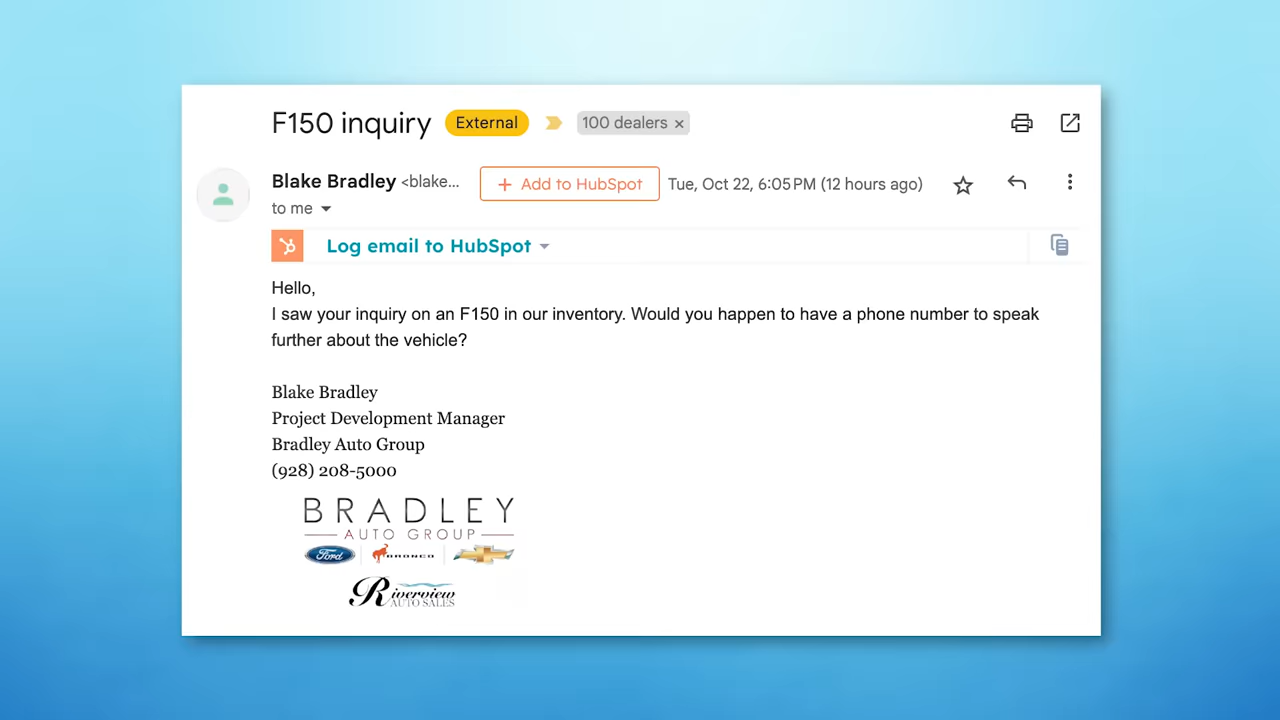 F150 inquiry External 100 dealers ×
Blake Bradley <blake... + Add to HubSpot Tue, Oct 22, 6:05 PM (12 hours ago)
to me
Log email to HubSpot
Hello,
I saw your inquiry on an F150 in our inventory. Would you happen to have a phone number to speak
further about the vehicle?
Blake Bradley
Project Development Manager
Bradley Auto Group
(928) 208-5000
BRADLEY
AUTO GROUP
Ford BRONCO
Riverview
AUTO SALES